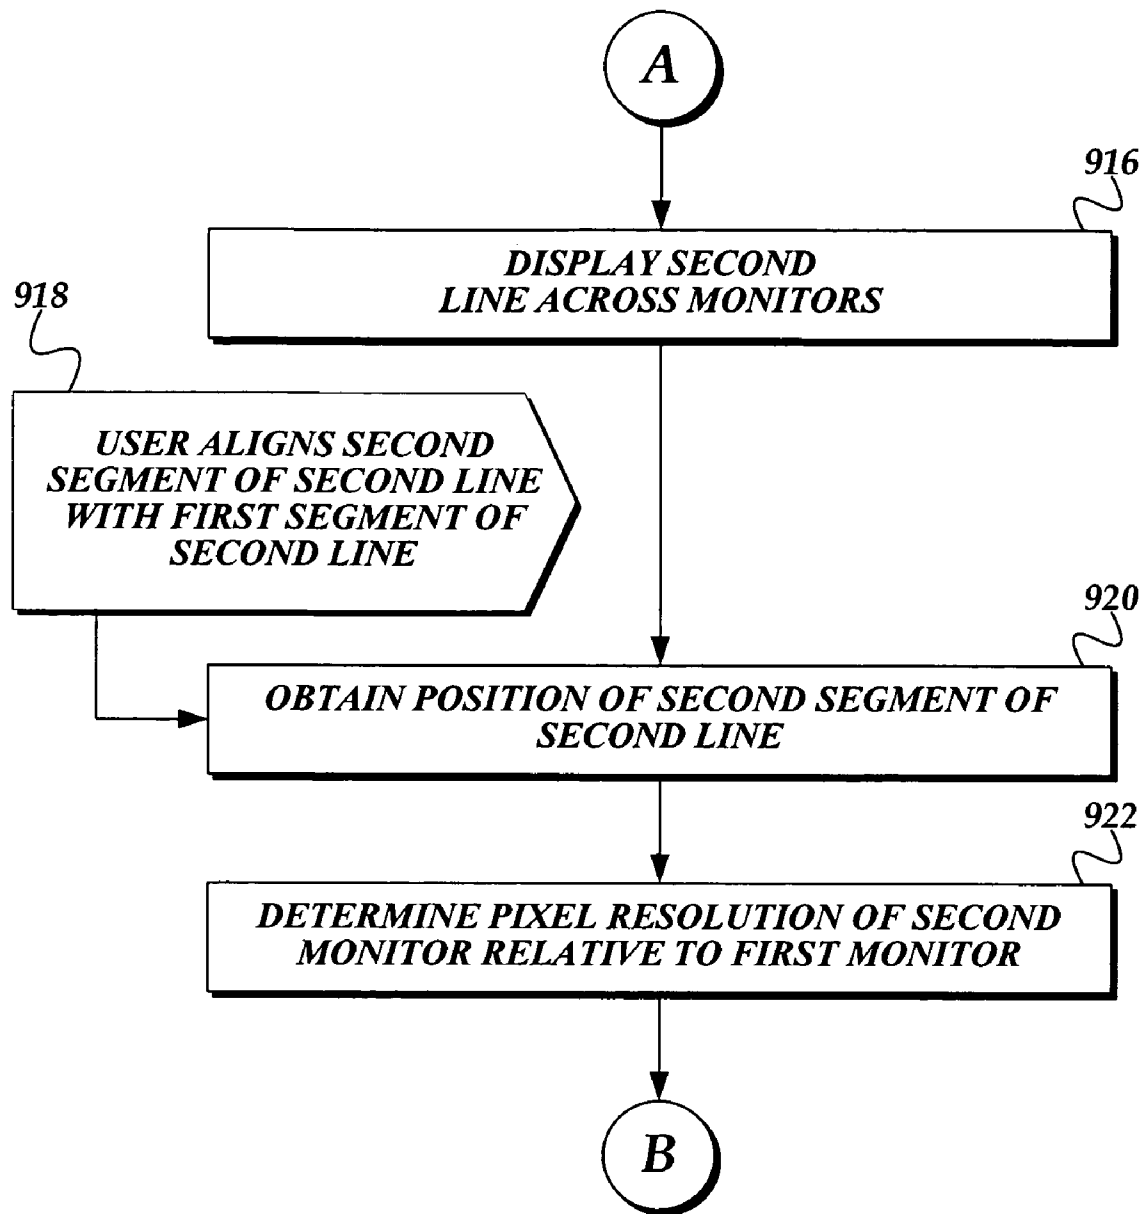 A
916
DISPLAY SECOND
LINE ACROSS MONITORS
918
USER ALIGNS SECOND
SEGMENT OF SECOND LINE
WITH FIRST SEGMENT OF
SECOND LINE
920
OBTAIN POSITION OF SECOND SEGMENT OF
SECOND LINE
922
DETERMINE PIXEL RESOLUTION OF SECOND
MONITOR RELATIVE TO FIRST MONITOR
B